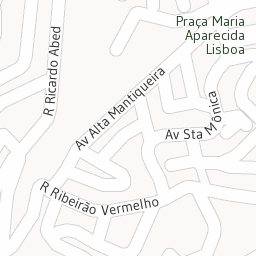 Praça Maria
Aparecida
Lisboa
R Ricardo Abed
Av Alta Mantiqueira
Av Sta Mônica
R Ribeirão Vermelho